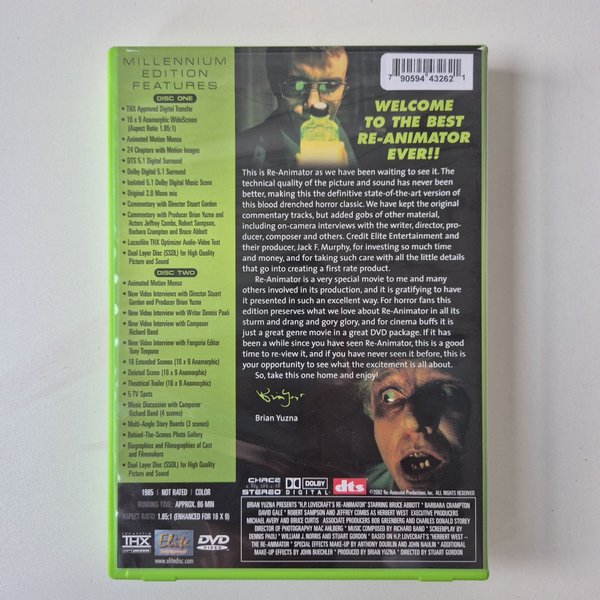 MILLENNIUM
EDITION
FEATURES
DISC ONE
• THX Approved Digital Transfer
• 16 x 9 Anamorphic WideScreen
(Aspect Ratio 1.85:1)
• Animated Motion Menus
• 24 Chapters with Motion Images
• DTS 5.1 Digital Surround
• Dolby Digital 5.1 Surround
• Isolated 5.1 Dolby Digital Music Score
• Original 2.0 Mono mix
• Commentary with Director Stuart Gordon
• Commentary with Producer Brian Yuzna and
Actors Jeffrey Combs, Robert Sampson,
Barbara Crampton and Bruce Abbott
• Lucasfilm THX Optimizer Audio-Video Test
• Dual Layer Disc (SSDL) for High Quality
Picture and Sound
DISC TWO
• Animated Motion Menus
• New Video Interviews with Director Stuart
Gordon and Producer Brian Yuzna
• New Video Interview with Writer Dennis Paoli
• New Video Interview with Composer
Richard Band
• New Video Interview with Fangoria Editor
Tony Timpone
• 16 Extended Scenes (16 x 9 Anamorphic)
• Deleted Scene (16 x 9 Anamorphic)
• Theatrical Trailer (16 x 9 Anamorphic)
• 5 TV Spots
• Music Discussion with Composer
Richard Band (4 scenes)
• Multi-Angle Story Boards (3 scenes)
• Behind-The-Scenes Photo Gallery
• Biographies and Filmographies of Cast
and Filmmakers
• Dual Layer Disc (SSDL) for High Quality
Picture and Sound
1985 | NOT RATED | COLOR
RUNNING TIME: APPROX. 86 MIN
ASPECT RATIO: 1.85:1 (ENHANCED FOR 16 X 9)
THX
Elite
DVD
VIDEO
www.elitedisc.com
7 90594 43262 1
WELCOME
TO THE BEST
RE-ANIMATOR
EVER!!
This is Re-Animator as we have been waiting to see it. The
technical quality of the picture and sound has never been
better, making this the definitive state-of-the-art version of
this blood drenched horror classic. We have kept the original
commentary tracks, but added gobs of other material,
including on-camera interviews with the writer, director, pro-
ducer, composer and others. Credit Elite Entertainment and
their producer, Jack F. Murphy, for investing so much time
and money, and for taking such care with all the little details
that go into creating a first rate product.
Re-Animator is a very special movie to me and many
others involved in its production, and it is gratifying to have
it presented in such an excellent way. For horror fans this
edition preserves what we love about Re-Animator in all its
sturm and drang and gory glory, and for cinema buffs it is
just a great genre movie in a great DVD package. If it has
been a while since you have seen Re-Animator, this is a good
time to re-view it, and if you have never seen it before, this is
your opportunity to see what the excitement is all about.
So, take this one home and enjoy!
Brian Yuzna
CHACE
STEREO
DOLBY
DIGITAL
dts
©2002 Re-Animator Productions, Inc. ALL RIGHTS RESERVED
BRIAN YUZNA PRESENTS "H.P. LOVECRAFT'S RE-ANIMATOR" STARRING BRUCE ABBOTT, BARBARA CRAMPTON
DAVID GALE * ROBERT SAMPSON AND JEFFREY COMBS AS HERBERT WEST EXECUTIVE PRODUCERS
MICHAEL AVERY AND BRUCE CURTIS ASSOCIATE PRODUCERS BOB GREENBERG AND CHARLES DONALD STOREY
DIRECTOR OF PHOTOGRAPHY MAC AHLBERG * MUSIC COMPOSED BY RICHARD BAND * SCREENPLAY BY
DENNIS PAOLI * WILLIAM J. NORRIS AND STUART GORDON * BASED ON H.P. LOVECRAFT'S "HERBERT WEST –
THE RE-ANIMATOR" * SPECIAL MAKE-UP EFFECTS BY ANTHONY DOUBLIN AND JOHN NAULIN * ADDITIONAL
MAKE-UP EFFECTS BY JOHN BUECHLER * PRODUCED BY BRIAN YUZNA * DIRECTED BY STUART GORDON